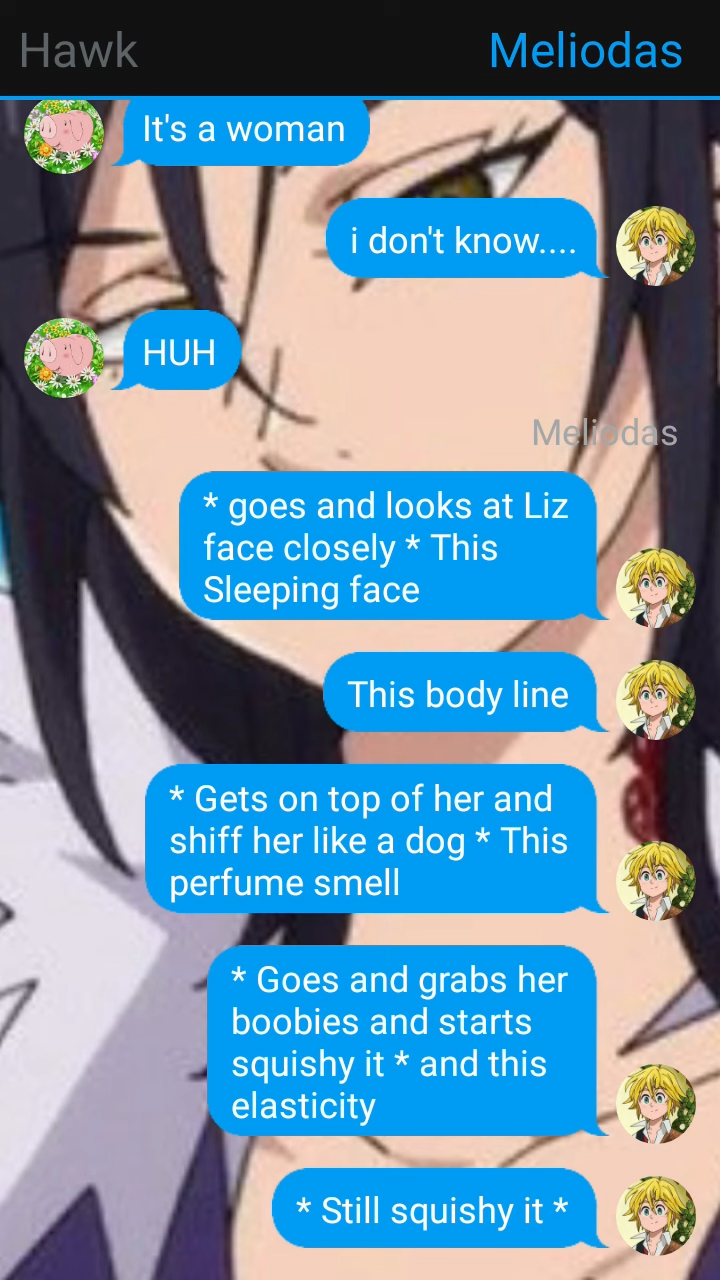 Hawk
Meliodas
It's a woman
i don't know....
HUH
Meliodas
* goes and looks at Liz
face closely * This
Sleeping face
This body line
* Gets on top of her and
shiff her like a dog * This
perfume smell
* Goes and grabs her
boobies and starts
squishy it * and this
elasticity
* Still squishy it *